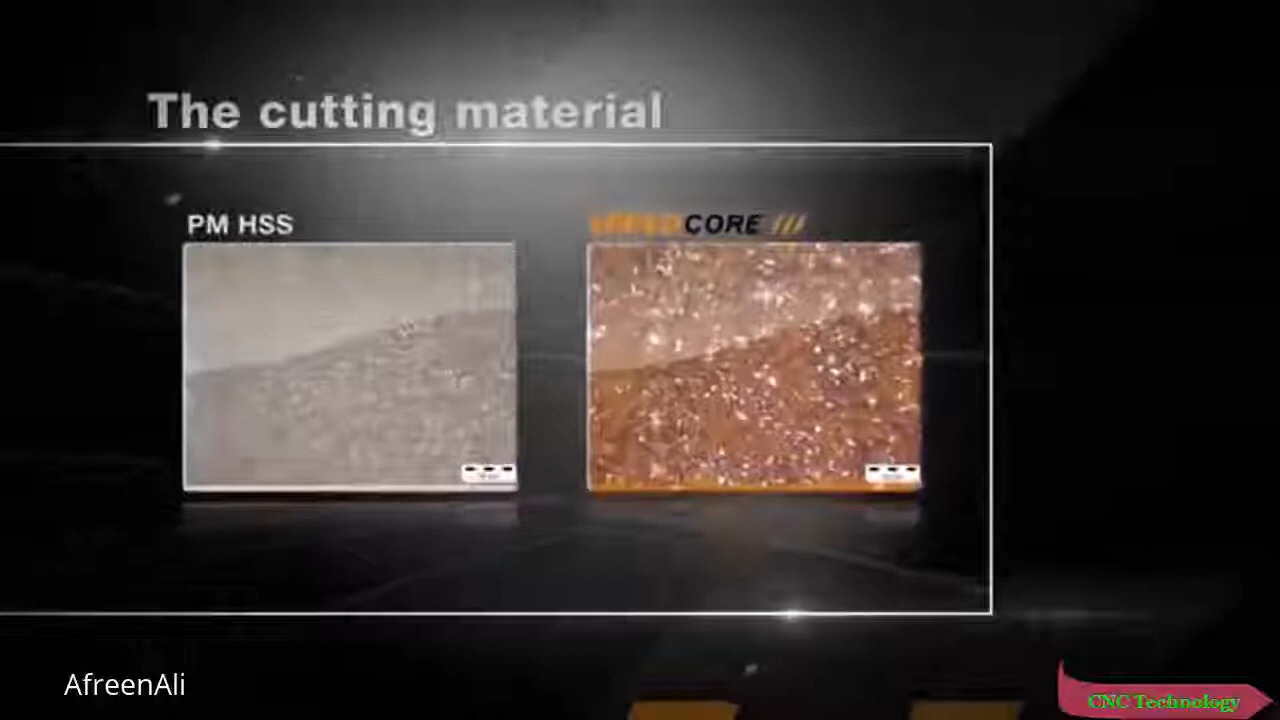 The cutting material
PM HSS
CORE ///
AfreenAli
CNC Technology